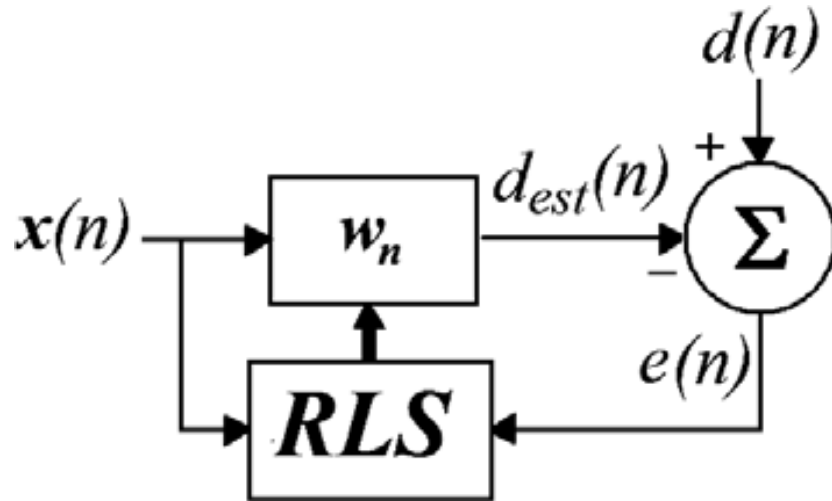 d(n)
+
d_est(n)
x(n)
w_n
Σ
−
e(n)
RLS